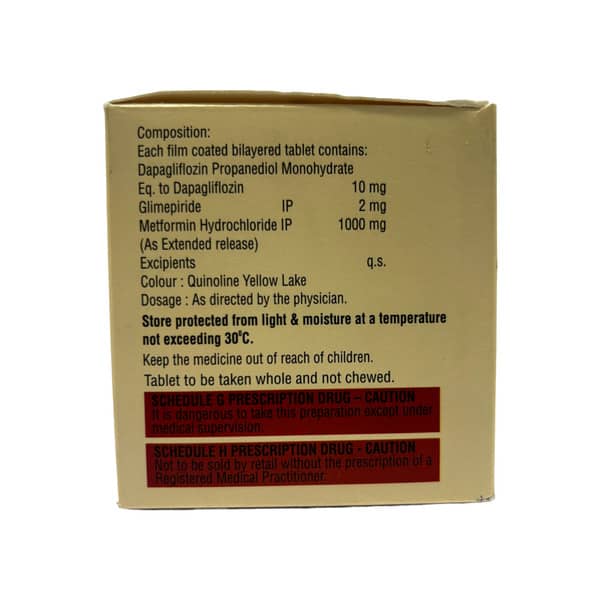 Composition:
Each film coated bilayered tablet contains:
Dapagliflozin Propanediol Monohydrate
Eq. to Dapagliflozin 10 mg
Glimepiride IP 2 mg
Metformin Hydrochloride IP 1000 mg
(As Extended release)
Excipients q.s.
Colour : Quinoline Yellow Lake
Dosage : As directed by the physician.
Store protected from light & moisture at a temperature
not exceeding 30°C.
Keep the medicine out of reach of children.
Tablet to be taken whole and not chewed.
SCHEDULE G PRESCRIPTION DRUG – CAUTION
It is dangerous to take this preparation except under
medical supervision.
SCHEDULE H PRESCRIPTION DRUG - CAUTION
Not to be sold by retail without the prescription of a
Registered Medical Practitioner.